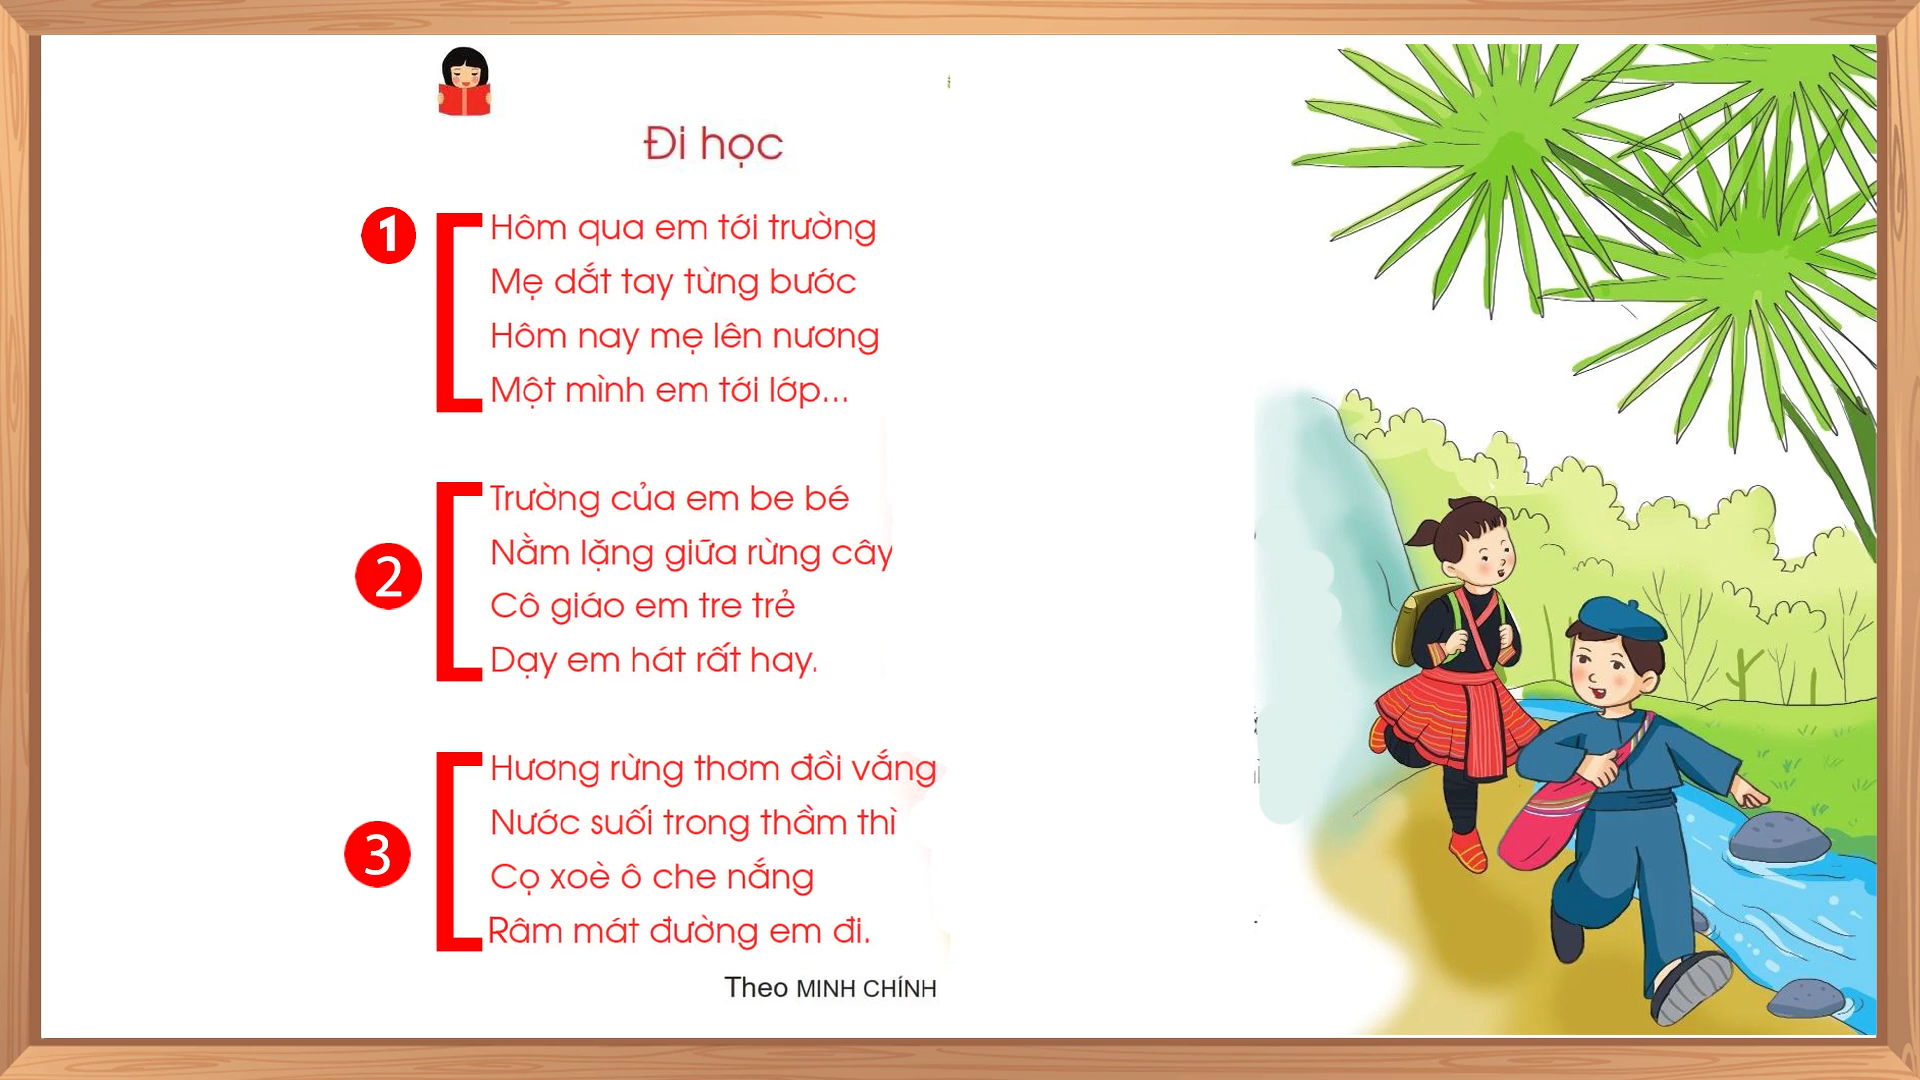 Đi học
1
Hôm qua em tới trường
Mẹ dắt tay từng bước
Hôm nay mẹ lên nương
Một mình em tới lớp...
2
Trường của em be bé
Nằm lặng giữa rừng cây
Cô giáo em tre trẻ
Dạy em hát rất hay.
3
Hương rừng thơm đồi vắng
Nước suối trong thầm thì
Cọ xoè ô che nắng
Râm mát đường em đi.
Theo MINH CHÍNH